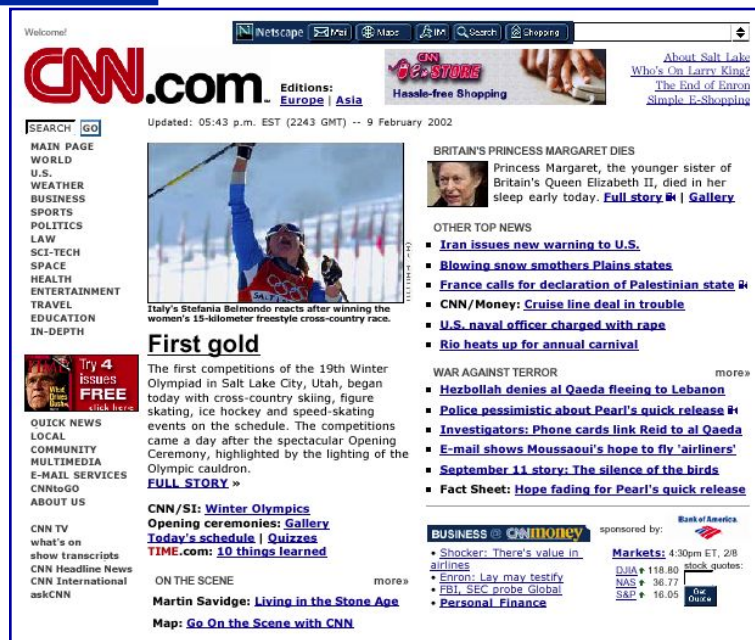 Welcome!
Netscape Mail Maps IM Search Shopping
CNN.com
Editions:
Europe | Asia
CNN
e-STORE
Hassle-free Shopping
About Salt Lake
Who's On Larry King?
The End of Enron
Simple E-Shopping
SEARCH GO
Updated: 05:43 p.m. EST (2243 GMT) -- 9 February 2002
MAIN PAGE
WORLD
U.S.
WEATHER
BUSINESS
SPORTS
POLITICS
LAW
SCI-TECH
SPACE
HEALTH
ENTERTAINMENT
TRAVEL
EDUCATION
IN-DEPTH
Try 4
issues
FREE
click here
QUICK NEWS
LOCAL
COMMUNITY
MULTIMEDIA
E-MAIL SERVICES
CNNtoGO
ABOUT US
CNN TV
what's on
show transcripts
CNN Headline News
CNN International
askCNN
Italy's Stefania Belmondo reacts after winning the
women's 15-kilometer freestyle cross-country race.
First gold
The first competitions of the 19th Winter
Olympiad in Salt Lake City, Utah, began
today with cross-country skiing, figure
skating, ice hockey and speed-skating
events on the schedule. The competitions
came a day after the spectacular Opening
Ceremony, highlighted by the lighting of the
Olympic cauldron.
FULL STORY »
CNN/SI: Winter Olympics
Opening ceremonies: Gallery
Today's schedule | Quizzes
TIME.com: 10 things learned
ON THE SCENE more»
Martin Savidge: Living in the Stone Age
Map: Go On the Scene with CNN
BRITAIN'S PRINCESS MARGARET DIES
Princess Margaret, the younger sister of
Britain's Queen Elizabeth II, died in her
sleep early today. Full story | Gallery
OTHER TOP NEWS
▪ Iran issues new warning to U.S.
▪ Blowing snow smothers Plains states
▪ France calls for declaration of Palestinian state
▪ CNN/Money: Cruise line deal in trouble
▪ U.S. naval officer charged with rape
▪ Rio heats up for annual carnival
WAR AGAINST TERROR more»
▪ Hezbollah denies al Qaeda fleeing to Lebanon
▪ Police pessimistic about Pearl's quick release
▪ Investigators: Phone cards link Reid to al Qaeda
▪ E-mail shows Moussaoui's hope to fly 'airliners'
▪ September 11 story: The silence of the birds
▪ Fact Sheet: Hope fading for Pearl's quick release
BUSINESS @ CNNmoney sponsored by: Bank of America.
• Shocker: There's value in
airlines
• Enron: Lay may testify
• FBI, SEC probe Global
• Personal Finance
Markets: 4:30pm ET, 2/8
DJIA 118.80 stock quotes:
NAS 36.77
S&P 16.05 Get
Quote